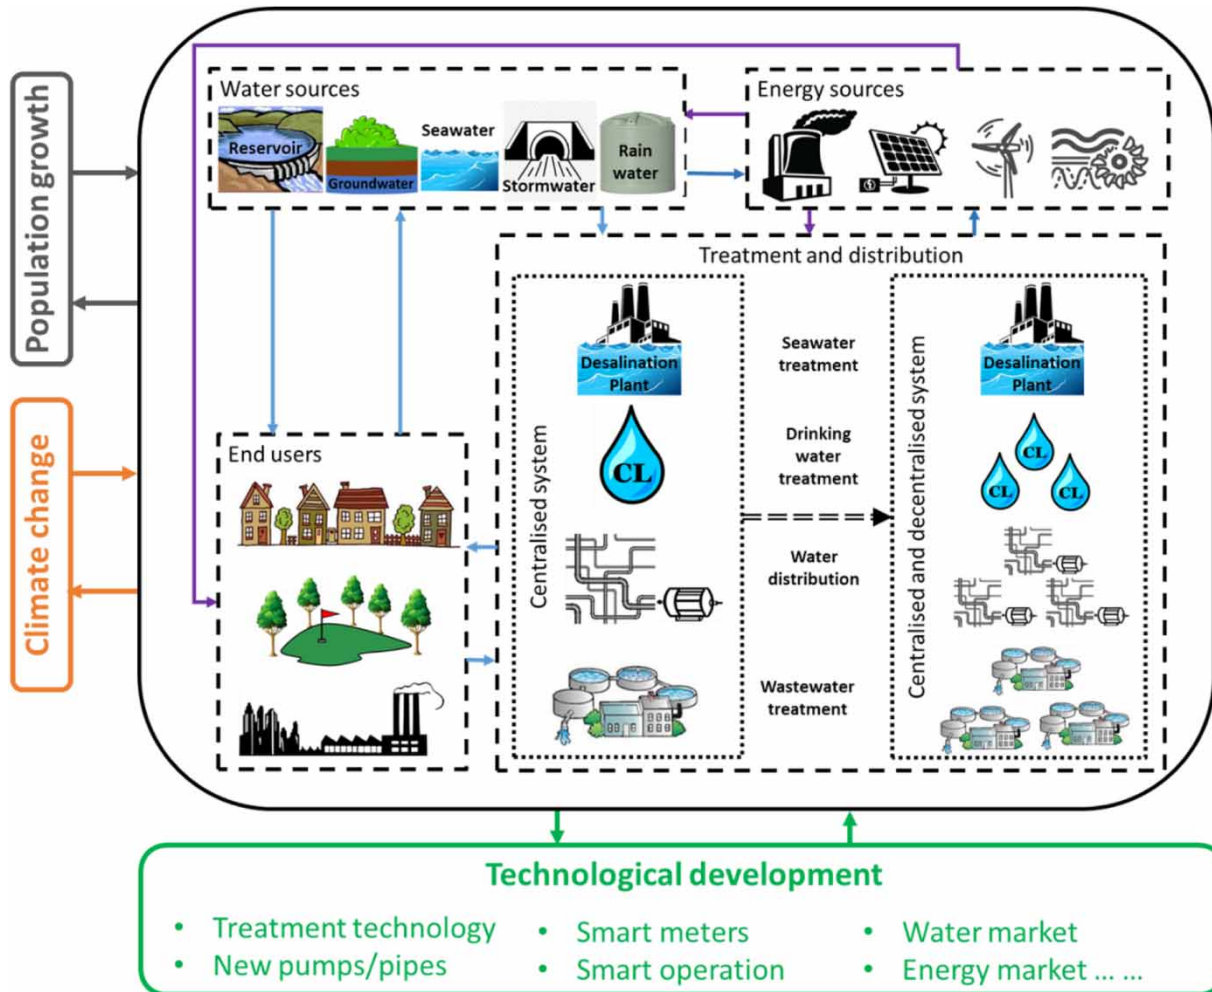 Population growth
Climate change
Water sources
Reservoir
Groundwater
Seawater
Stormwater
Rain
water
Energy sources
End users
Treatment and distribution
Centralised system
Desalination
Plant
CL
Seawater
treatment
Drinking
water
treatment
Water
distribution
Wastewater
treatment
Centralised and decentralised system
Desalination
Plant
CL
CL
CL
Technological development
• Treatment technology
• New pumps/pipes
• Smart meters
• Smart operation
• Water market
• Energy market ... ...